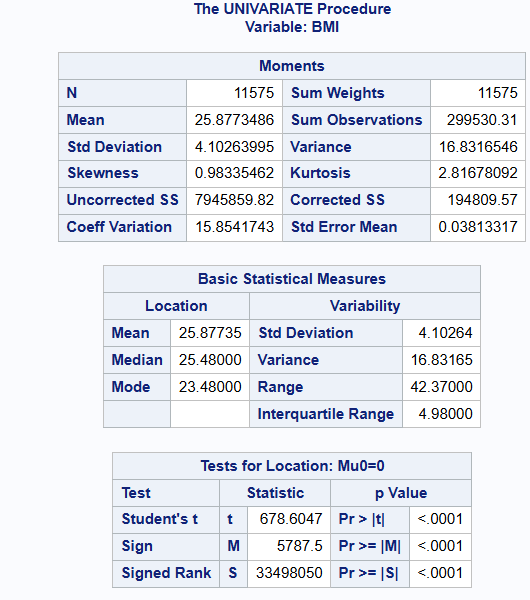 The UNIVARIATE Procedure
Variable: BMI
Moments
N 11575 Sum Weights 11575
Mean 25.8773486 Sum Observations 299530.31
Std Deviation 4.10263995 Variance 16.8316546
Skewness 0.98335462 Kurtosis 2.81678092
Uncorrected SS 7945859.82 Corrected SS 194809.57
Coeff Variation 15.8541743 Std Error Mean 0.03813317
Basic Statistical Measures
Location Variability
Mean 25.87735 Std Deviation 4.10264
Median 25.48000 Variance 16.83165
Mode 23.48000 Range 42.37000
Interquartile Range 4.98000
Tests for Location: Mu0=0
Test Statistic p Value
Student's t t 678.6047 Pr > |t| <.0001
Sign M 5787.5 Pr >= |M| <.0001
Signed Rank S 33498050 Pr >= |S| <.0001